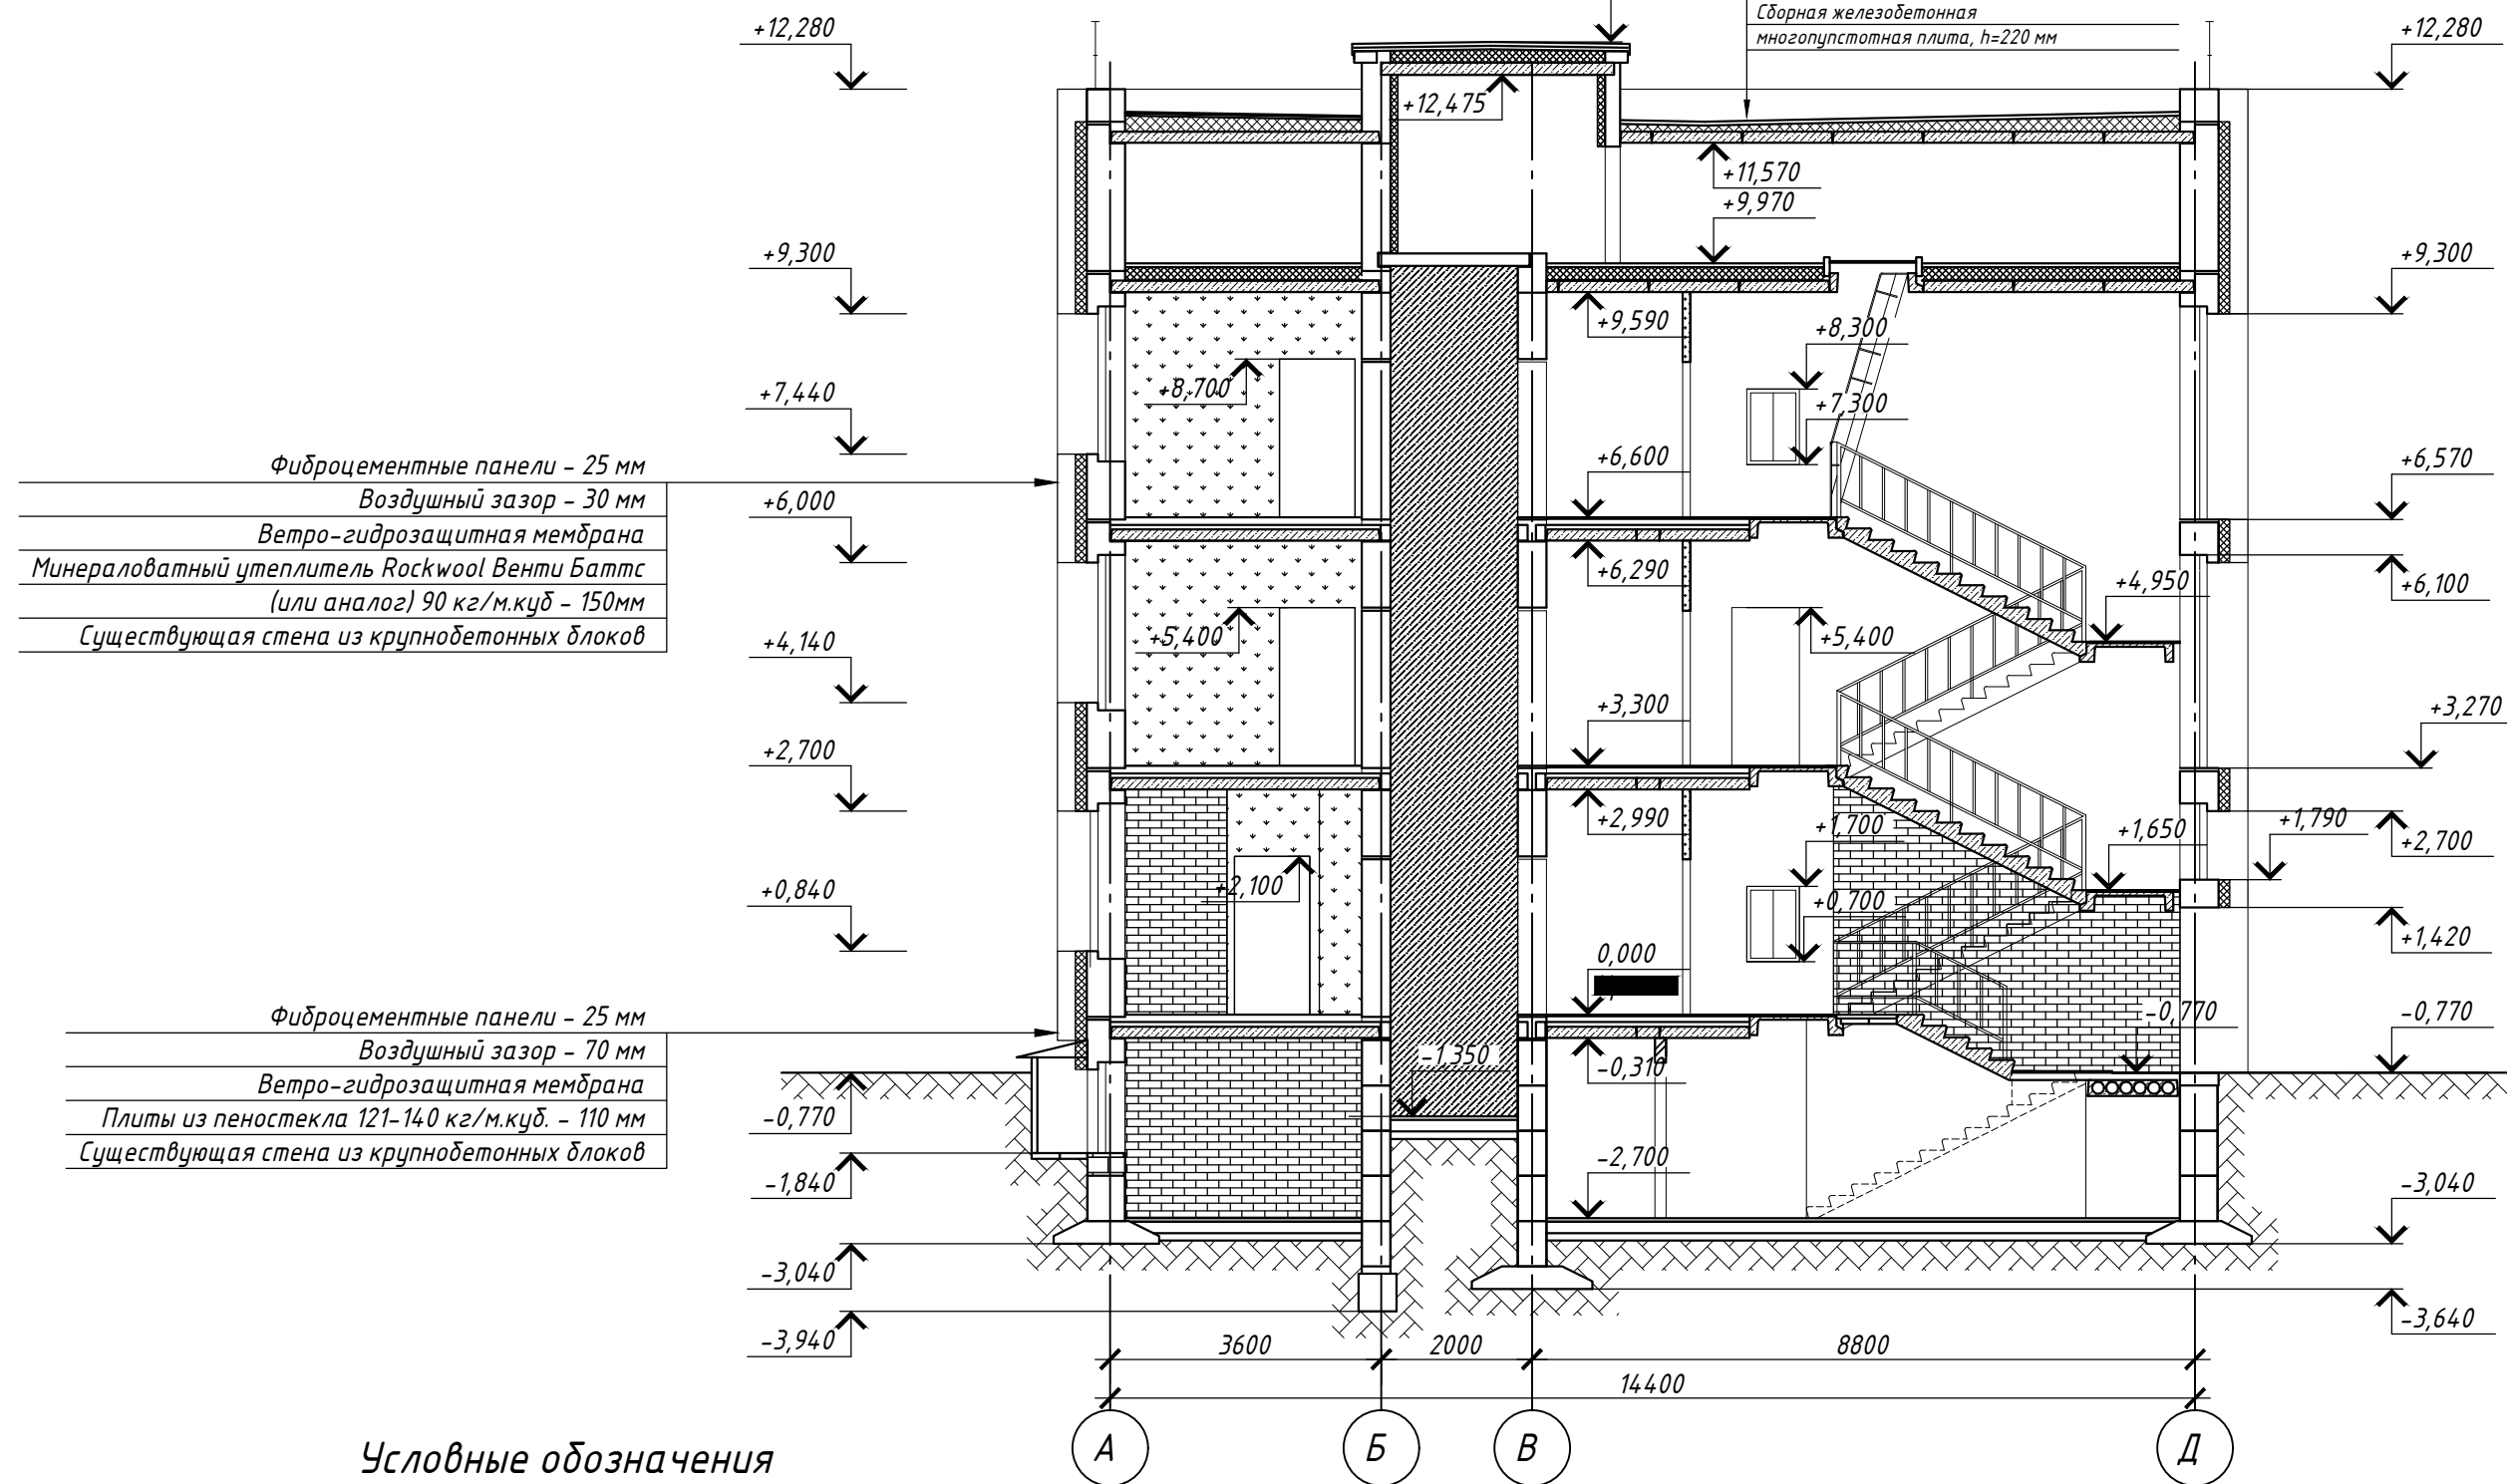 Сборная железобетонная
многопупстотная плита, h=220 мм
+12,280
+12,280
+12,475
+11,570
+9,970
+9,300
+9,300
+9,590
+8,300
+8,700
+7,440
+7,300
+6,600
+6,570
Фиброцементные панели - 25 мм
Воздушный зазор - 30 мм
Ветро-гидрозащитная мембрана
Минераловатный утеплитель Rockwool Венти Баттс
(или аналог) 90 кг/м.куб - 150мм
Существующая стена из крупнобетонных блоков
+6,000
+6,290
+4,950
+6,100
+5,400
+5,400
+4,140
+3,300
+3,270
+2,700
+2,990
+1,700
+1,650
+1,790
+2,700
+2,100
+0,840
+0,700
0,000
+1,420
Фиброцементные панели - 25 мм
Воздушный зазор - 70 мм
Ветро-гидрозащитная мембрана
Плиты из пеностекла 121-140 кг/м.куб. - 110 мм
Существующая стена из крупнобетонных блоков
-0,770
-0,770
-1,350
-0,310
-0,770
-2,700
-1,840
-3,040
-3,040
-3,640
-3,940
3600
2000
8800
14400
А
Б
В
Д
Условные обозначения